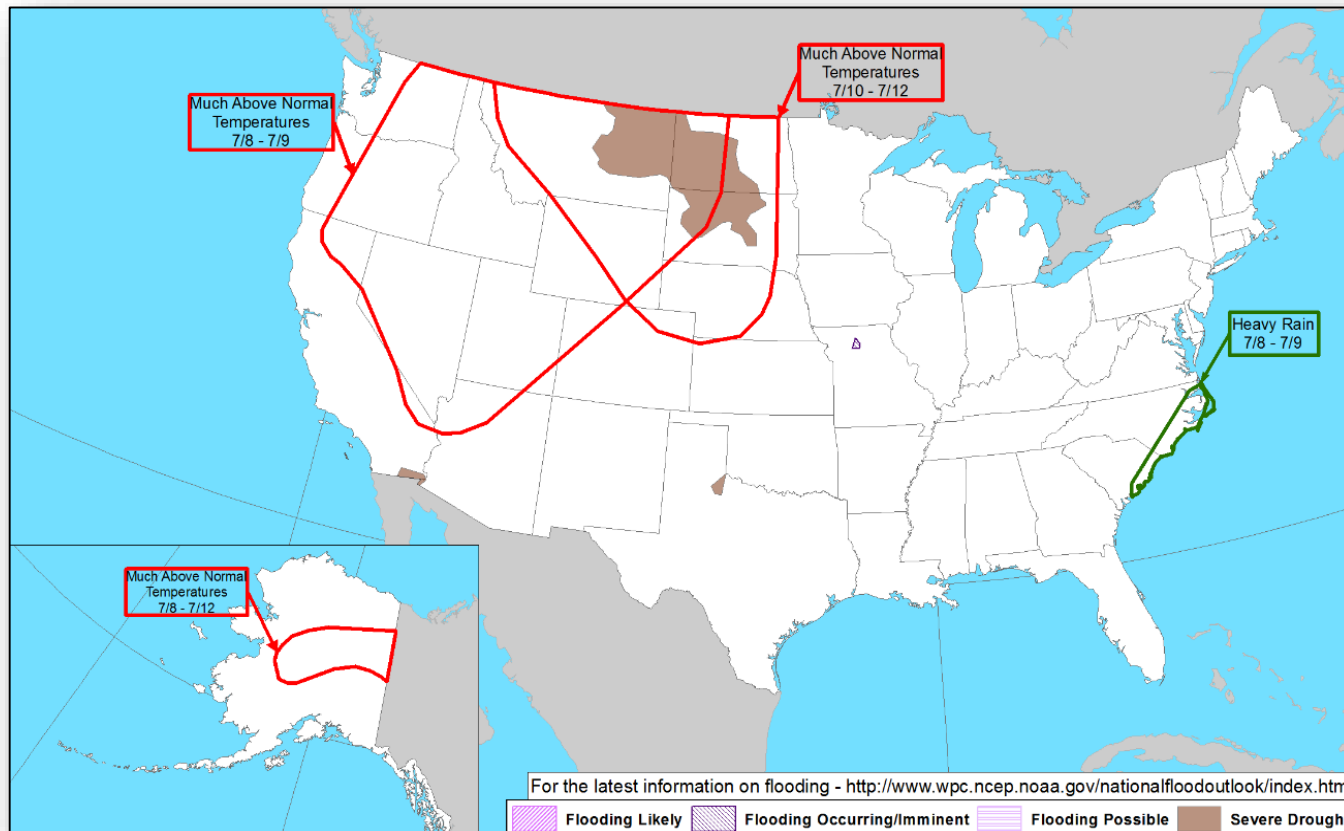 Much Above Normal
Temperatures
7/10 - 7/12
Much Above Normal
Temperatures
7/8 - 7/9
Heavy Rain
7/8 - 7/9
Much Above Normal
Temperatures
7/8 - 7/12
For the latest information on flooding - http://www.wpc.ncep.noaa.gov/nationalfloodoutlook/index.htm
Flooding Likely Flooding Occurring/Imminent Flooding Possible Severe Drough